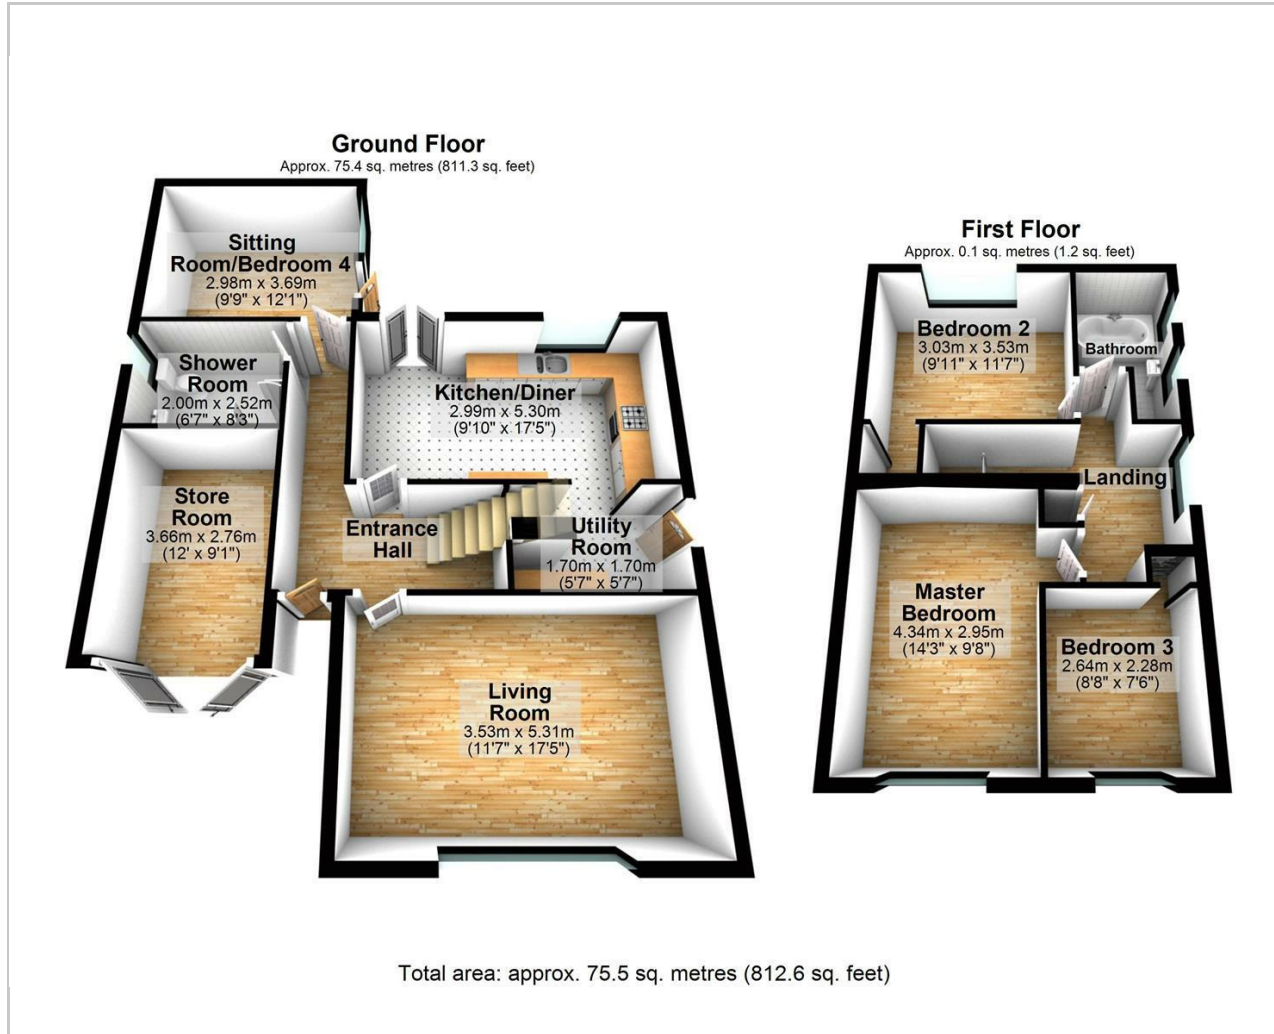 Ground Floor
Approx. 75.4 sq. metres (811.3 sq. feet)
Sitting
Room/Bedroom 4
2.98m x 3.69m
(9'9" x 12'1")
Shower
Room
2.00m x 2.52m
(6'7" x 8'3")
Kitchen/Diner
2.99m x 5.30m
(9'10" x 17'5")
Store
Room
3.66m x 2.76m
(12' x 9'1")
Entrance
Hall
Utility
Room
1.70m x 1.70m
(5'7" x 5'7")
Living
Room
3.53m x 5.31m
(11'7" x 17'5")
First Floor
Approx. 0.1 sq. metres (1.2 sq. feet)
Bedroom 2
3.03m x 3.53m
(9'11" x 11'7")
Bathroom
Landing
Master
Bedroom
4.34m x 2.95m
(14'3" x 9'8")
Bedroom 3
2.64m x 2.28m
(8'8" x 7'6")
Total area: approx. 75.5 sq. metres (812.6 sq. feet)